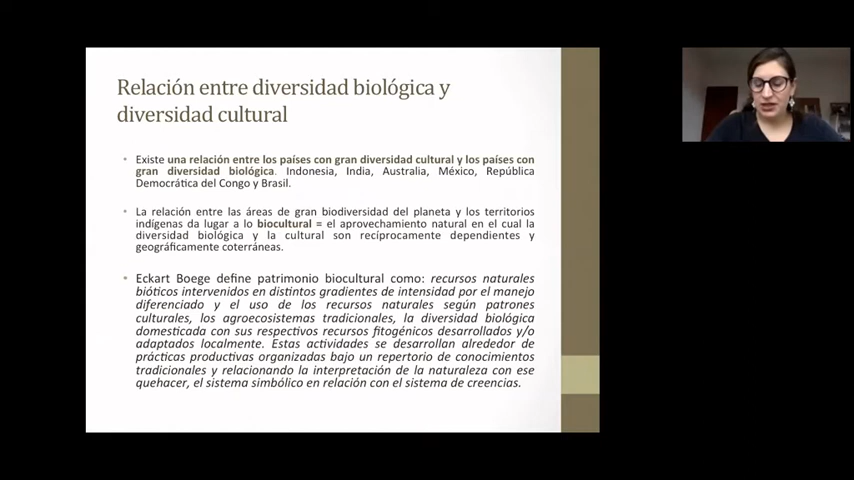 Relación entre diversidad biológica y
diversidad cultural
• Existe una relación entre los países con gran diversidad cultural y los países con
gran diversidad biológica. Indonesia, India, Australia, México, República
Democrática del Congo y Brasil.
• La relación entre las áreas de gran biodiversidad del planeta y los territorios
indígenas da lugar a lo biocultural = el aprovechamiento natural en el cual la
diversidad biológica y la cultural son recíprocamente dependientes y
geográficamente coterráneas.
• Eckart Boege define patrimonio biocultural como: recursos naturales
bióticos intervenidos en distintos gradientes de intensidad por el manejo
diferenciado y el uso de los recursos naturales según patrones
culturales, los agroecosistemas tradicionales, la diversidad biológica
domesticada con sus respectivos recursos fitogénicos desarrollados y/o
adaptados localmente. Estas actividades se desarrollan alrededor de
prácticas productivas organizadas bajo un repertorio de conocimientos
tradicionales y relacionando la interpretación de la naturaleza con ese
quehacer, el sistema simbólico en relación con el sistema de creencias.